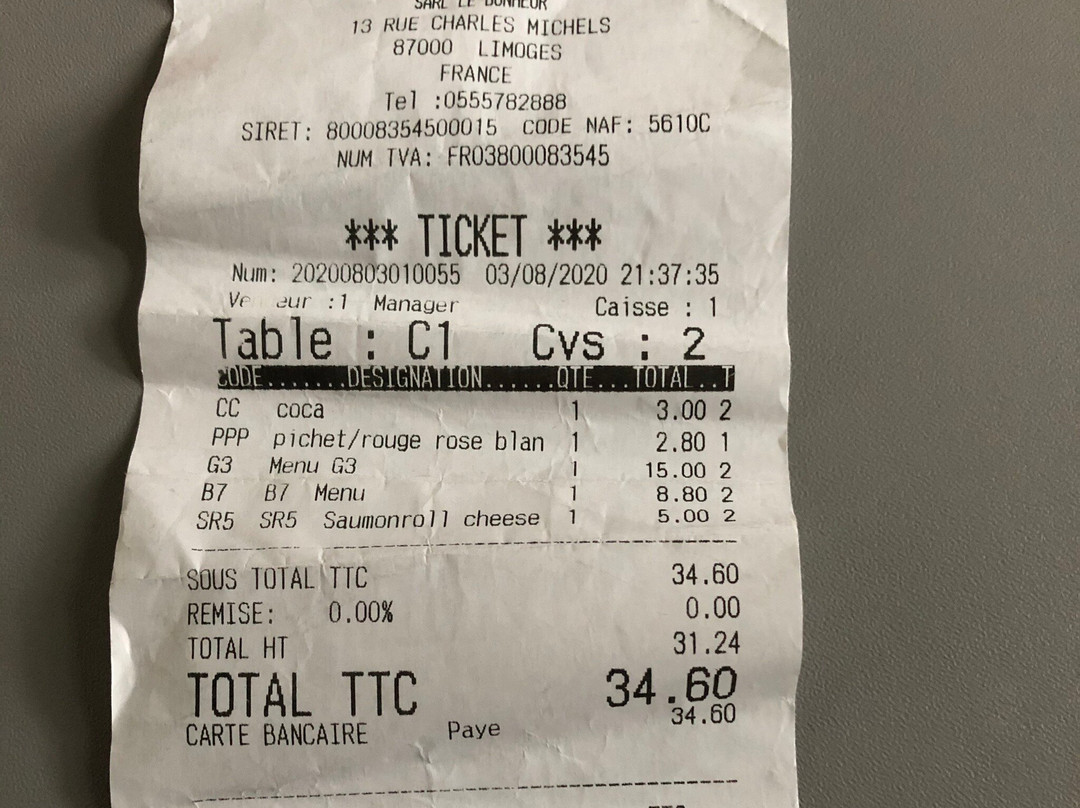 SARL LE BONHEUR
13 RUE CHARLES MICHELS
87000 LIMOGES
FRANCE
Tel :0555782888
SIRET: 80008354500015 CODE NAF: 5610C
NUM TVA: FR03800083545
*** TICKET ***
Num: 20200803010055 03/08/2020 21:37:35
:1 Manager Caisse : 1
Table : C1 Cvs : 2
CODE.......DESIGNATION......QTE...TOTAL..T
CC coca 1 3.00 2
PPP pichet/rouge rose blan 1 2.80 1
G3 Menu G3 1 15.00 2
B7 B7 Menu 1 8.80 2
SR5 SR5 Saumonroll cheese 1 5.00 2
SOUS TOTAL TTC 34.60
REMISE: 0.00% 0.00
TOTAL HT 31.24
TOTAL TTC 34.60
CARTE BANCAIRE Paye 34.60